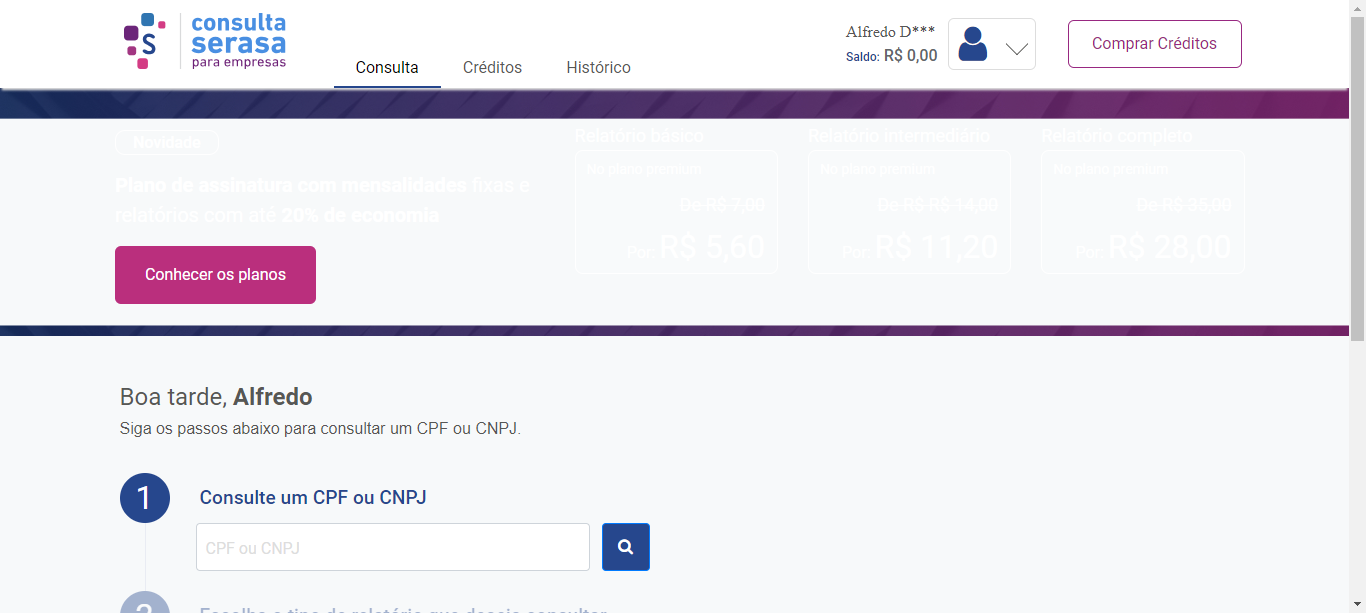 S
consulta
serasa
para empresas
Consulta
Créditos
Histórico
Alfredo D***
Saldo: R$ 0,00
Comprar Créditos
Novidade
Plano de assinatura com mensalidades fixas e
relatórios com até 20% de economia
Conhecer os planos
Relatório básico
No plano premium
De R$ 7,00
Por: R$ 5,60
Relatório Intermediário
No plano premium
De R$ R$ 14,00
Por: R$ 11,20
Relatório completo
No plano premium
De R$ 35,00
Por: R$ 28,00
Boa tarde, Alfredo
Siga os passos abaixo para consultar um CPF ou CNPJ.
1
Consulte um CPF ou CNPJ
CPF ou CNPJ
2
Escolha o tipo de relatório que deseja consultar